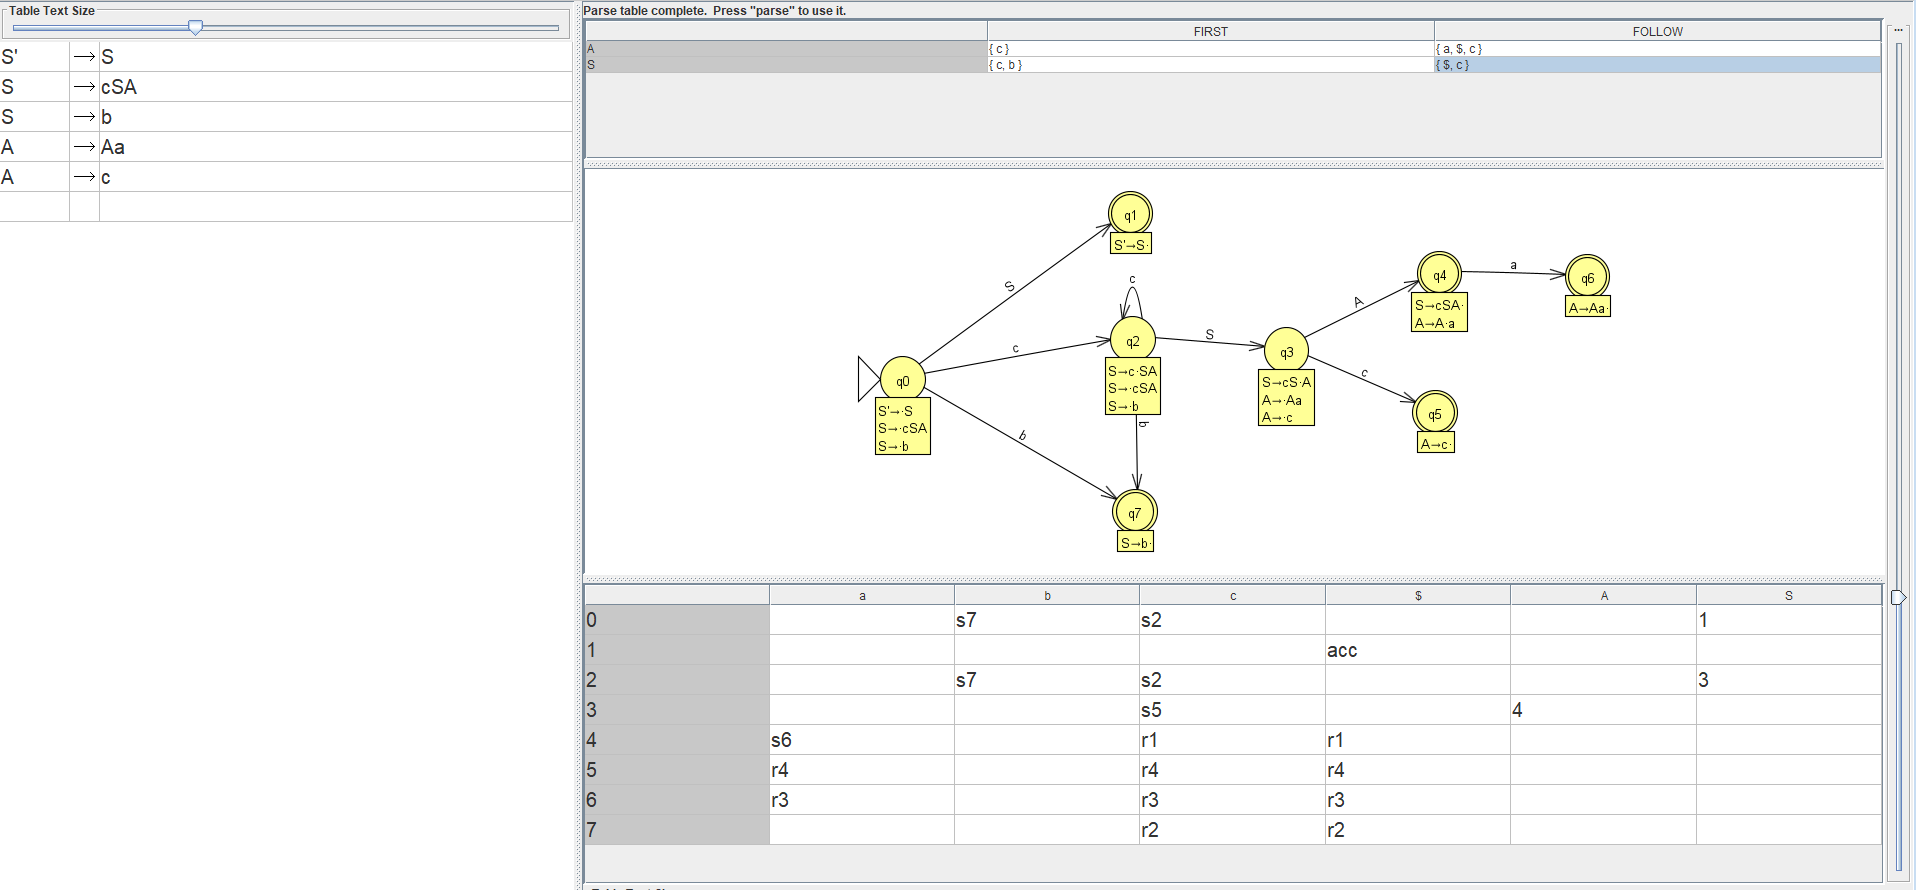 Table Text Size
S' → S
S → cSA
S → b
A → Aa
A → c
Parse table complete. Press "parse" to use it.
FIRST FOLLOW
A { c } { a, $, c }
S { c, b } { $, c }
...
q1
S'→S·
S
c
q2
S→c·SA
S→·cSA
S→·b
c
q0
S'→·S
S→·cSA
S→·b
b
b
q7
S→b·
S
q3
S→cS·A
A→·Aa
A→·c
A
q4
S→cSA·
A→A·a
a
q6
A→Aa·
c
q5
A→c·
a b c $ A S
0 s7 s2 1
1 acc
2 s7 s2 3
3 s5 4
4 s6 r1 r1
5 r4 r4 r4
6 r3 r3 r3
7 r2 r2